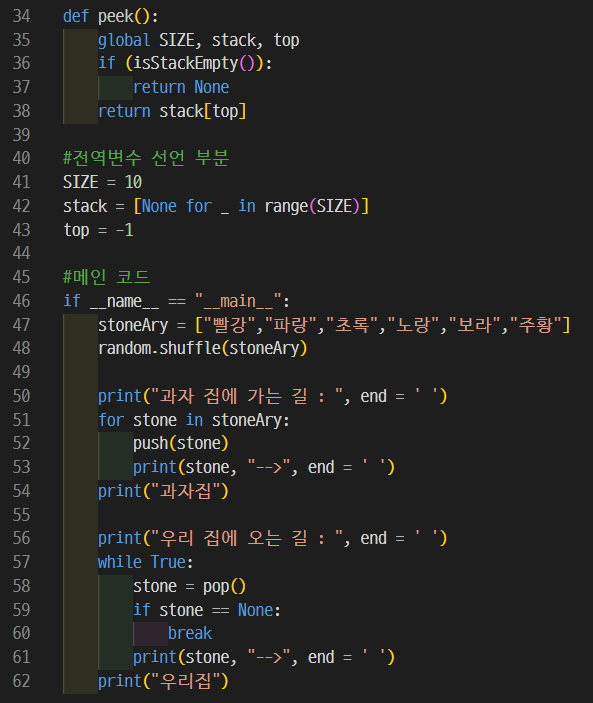 34 def peek():
35     global SIZE, stack, top
36     if (isStackEmpty()):
37         return None
38     return stack[top]
39
40 #전역변수 선언 부분
41 SIZE = 10
42 stack = [None for _ in range(SIZE)]
43 top = -1
44
45 #메인 코드
46 if __name__ == "__main__":
47     stoneAry = ["빨강","파랑","초록","노랑","보라","주황"]
48     random.shuffle(stoneAry)
49
50     print("과자 집에 가는 길 : ", end = ' ')
51     for stone in stoneAry:
52         push(stone)
53         print(stone, "-->", end = ' ')
54     print("과자집")
55
56     print("우리 집에 오는 길 : ", end = ' ')
57     while True:
58         stone = pop()
59         if stone == None:
60             break
61         print(stone, "-->", end = ' ')
62     print("우리집")